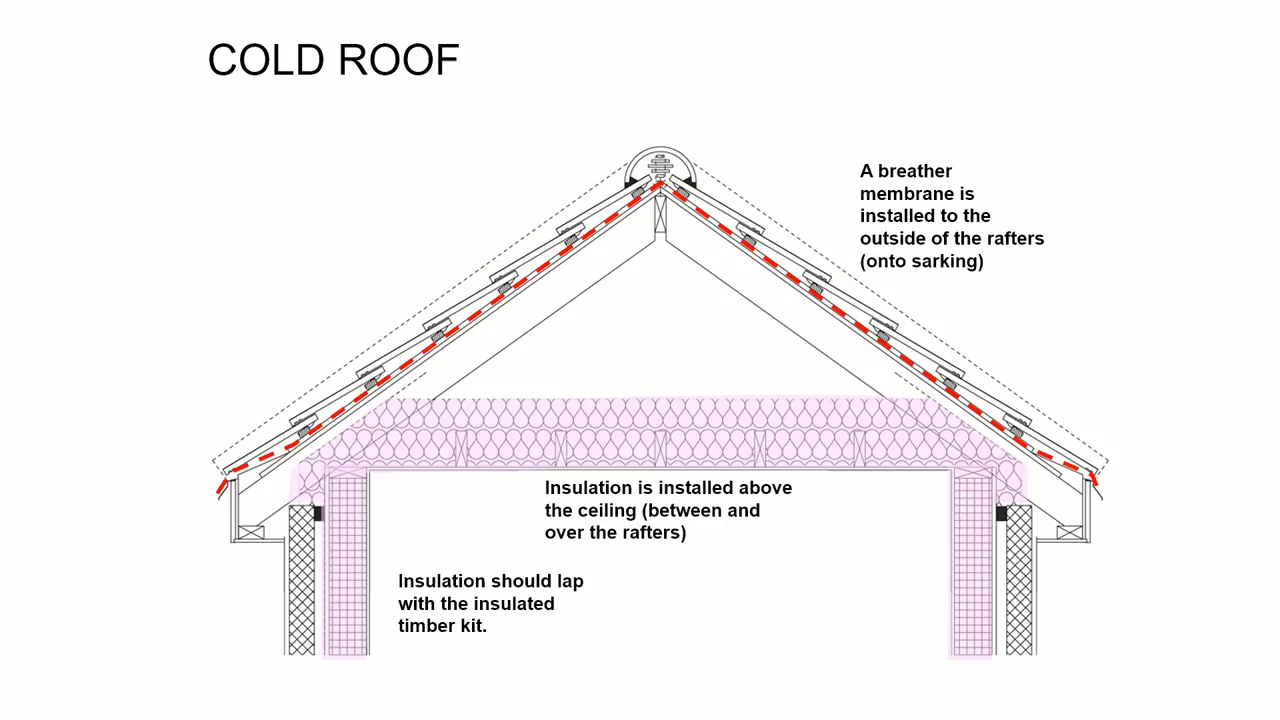 COLD ROOF
A breather
membrane is
installed to the
outside of the rafters
(onto sarking)
Insulation is installed above
the ceiling (between and
over the rafters)
Insulation should lap
with the insulated
timber kit.